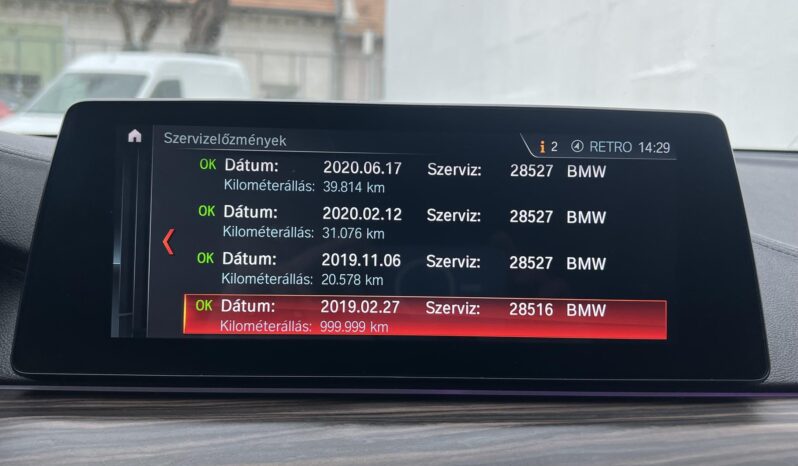 Szervizelőzmények
i 2 RETRO 14:29
OK Dátum: 2020.06.17 Szerviz: 28527 BMW
Kilométerállás: 39.814 km
OK Dátum: 2020.02.12 Szerviz: 28527 BMW
Kilométerállás: 31.076 km
OK Dátum: 2019.11.06 Szerviz: 28527 BMW
Kilométerállás: 20.578 km
OK Dátum: 2019.02.27 Szerviz: 28516 BMW
Kilométerállás: 999.999 km